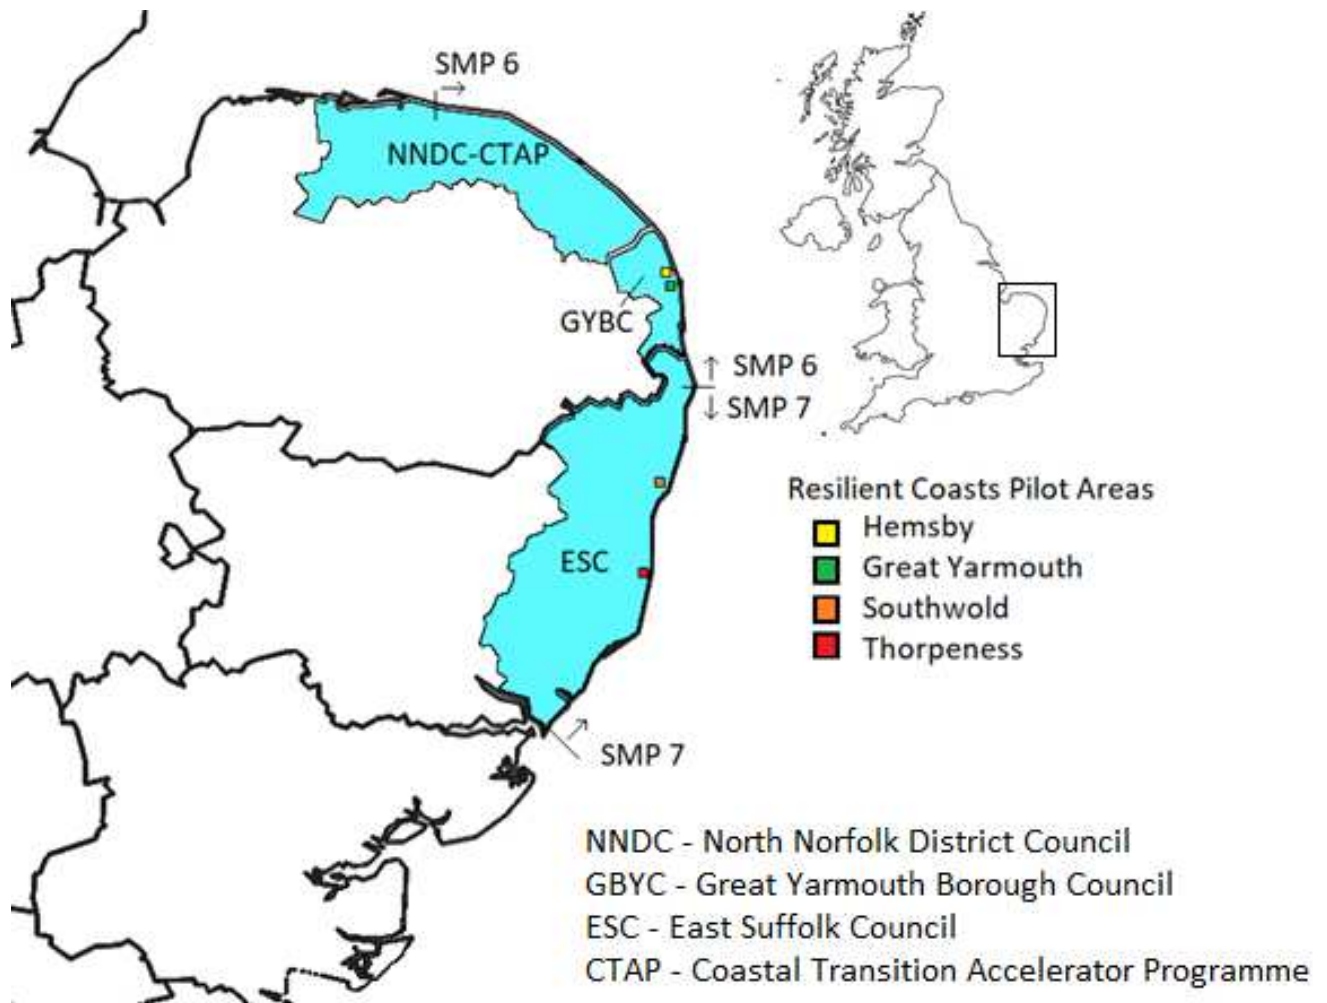 SMP 6
→
NNDC-CTAP
GYBC
↑ SMP 6
↓ SMP 7
ESC
SMP 7
Resilient Coasts Pilot Areas
Hemsby
Great Yarmouth
Southwold
Thorpeness
NNDC - North Norfolk District Council
GBYC - Great Yarmouth Borough Council
ESC - East Suffolk Council
CTAP - Coastal Transition Accelerator Programme